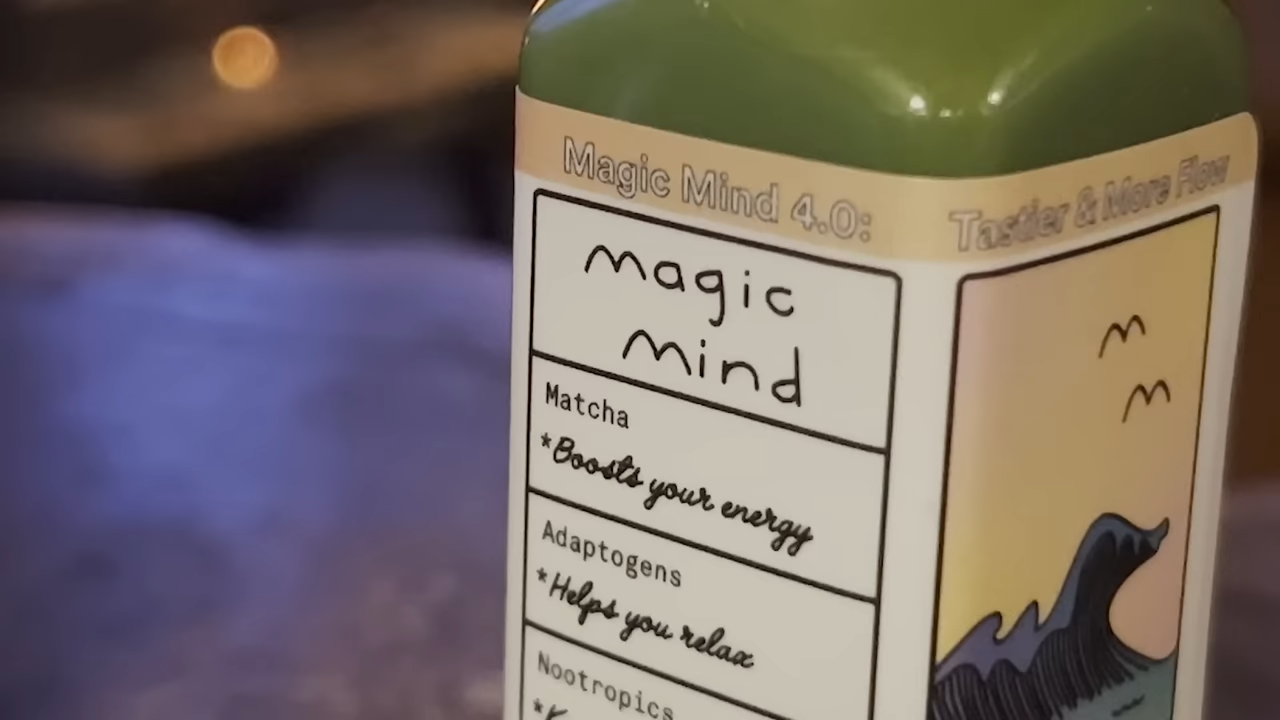 Magic Mind 4.0:
Tastier & More Flow
magic
mind
Matcha
*Boosts your energy
Adaptogens
*Helps you relax
Nootropics